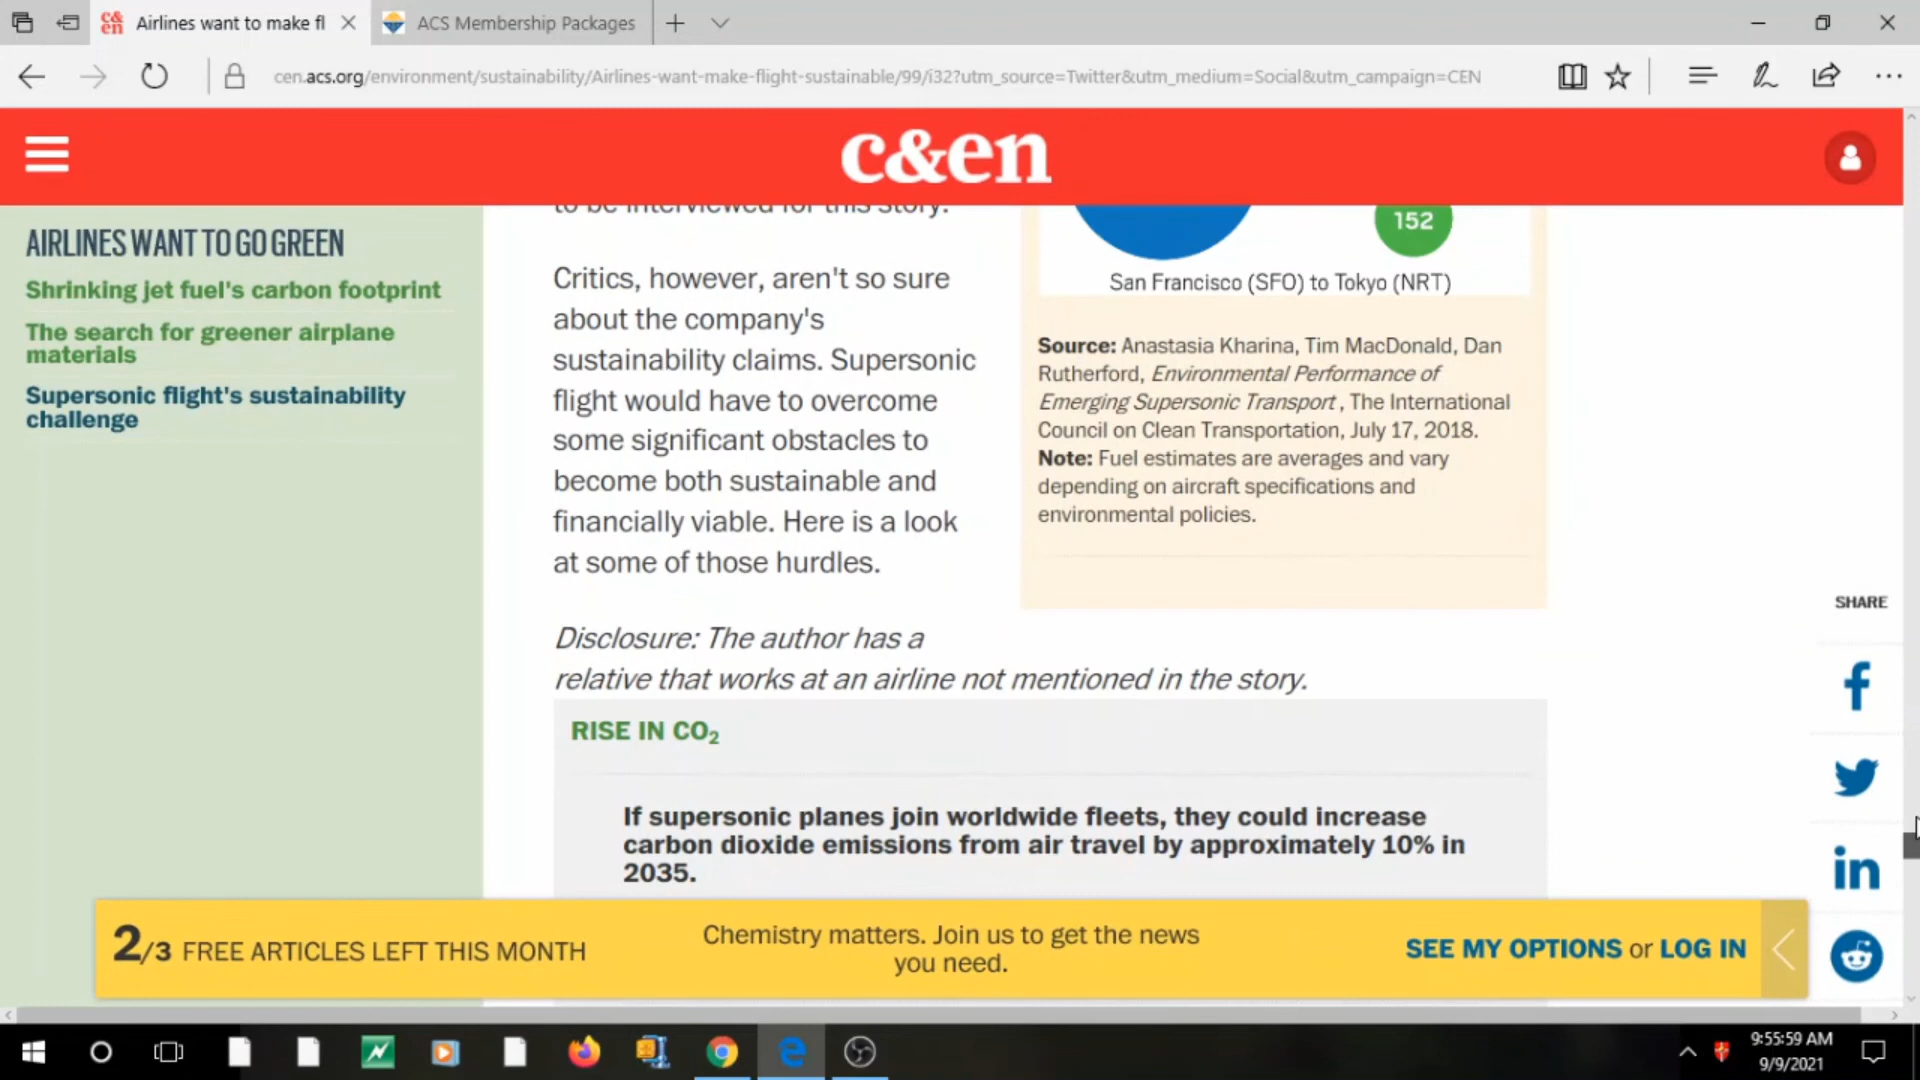 Airlines want to make fl
ACS Membership Packages
cen.acs.org/environment/sustainability/Airlines-want-make-flight-sustainable/99/i32?utm_source=Twitter&utm_medium=Social&utm_campaign=CEN
c&en
AIRLINES WANT TO GO GREEN
Shrinking jet fuel's carbon footprint
The search for greener airplane
materials
Supersonic flight's sustainability
challenge
to be interviewed for this story.
Critics, however, aren't so sure
about the company's
sustainability claims. Supersonic
flight would have to overcome
some significant obstacles to
become both sustainable and
financially viable. Here is a look
at some of those hurdles.
Disclosure: The author has a
relative that works at an airline not mentioned in the story.
152
San Francisco (SFO) to Tokyo (NRT)
Source: Anastasia Kharina, Tim MacDonald, Dan
Rutherford, Environmental Performance of
Emerging Supersonic Transport, The International
Council on Clean Transportation, July 17, 2018.
Note: Fuel estimates are averages and vary
depending on aircraft specifications and
environmental policies.
RISE IN CO₂
If supersonic planes join worldwide fleets, they could increase
carbon dioxide emissions from air travel by approximately 10% in
2035.
SHARE
2/3 FREE ARTICLES LEFT THIS MONTH
Chemistry matters. Join us to get the news
you need.
SEE MY OPTIONS or LOG IN
9:55:59 AM
9/9/2021